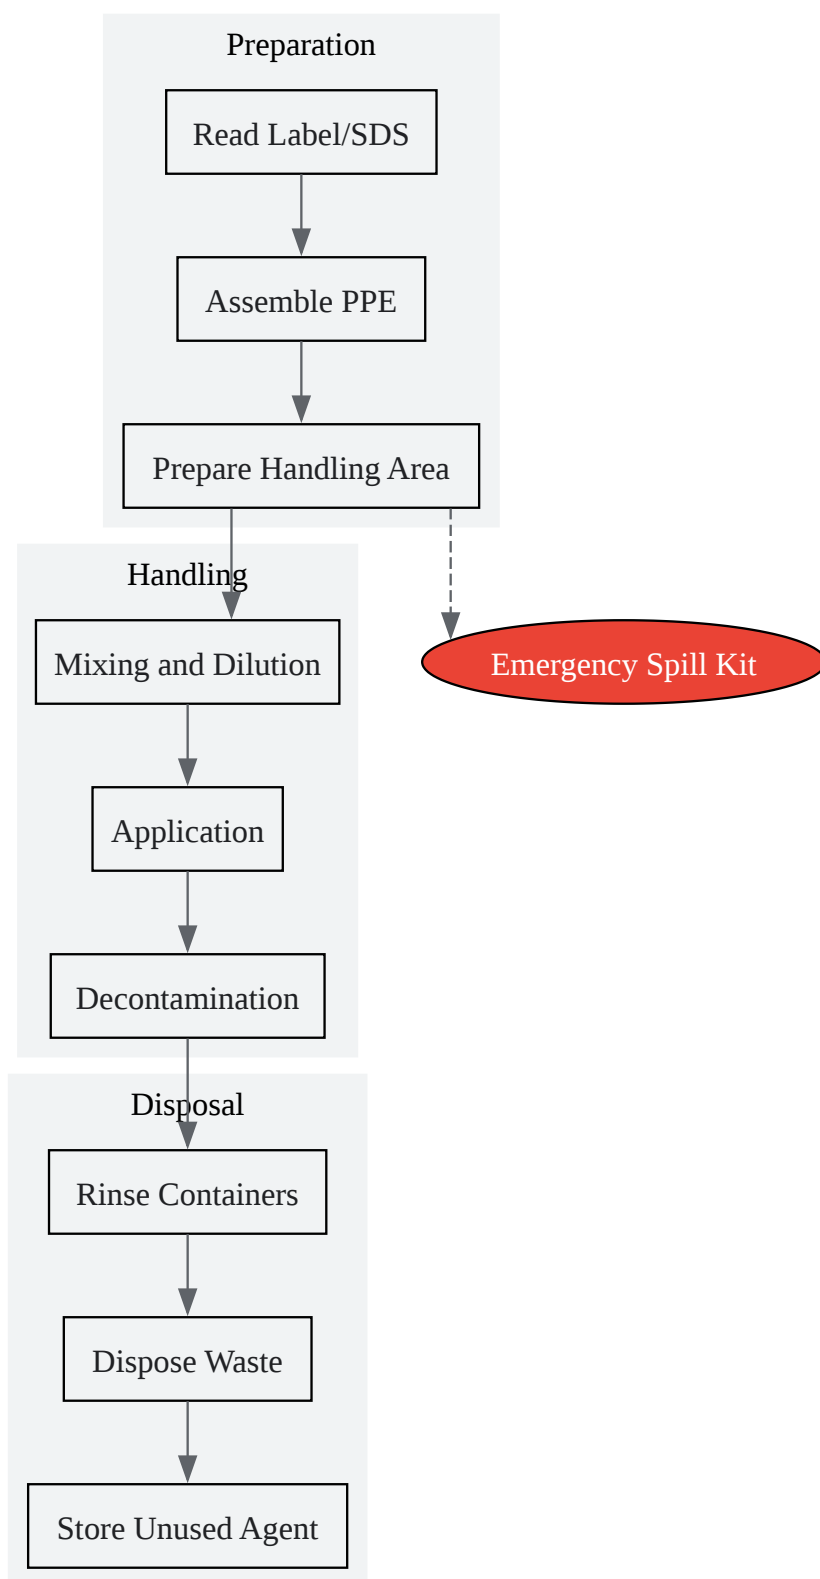 Preparation
Read Label/SDS
Assemble PPE
Prepare Handling Area
Handling
Mixing and Dilution
Emergency Spill Kit
Application
Decontamination
Disposal
Rinse Containers
Dispose Waste
Store Unused Agent